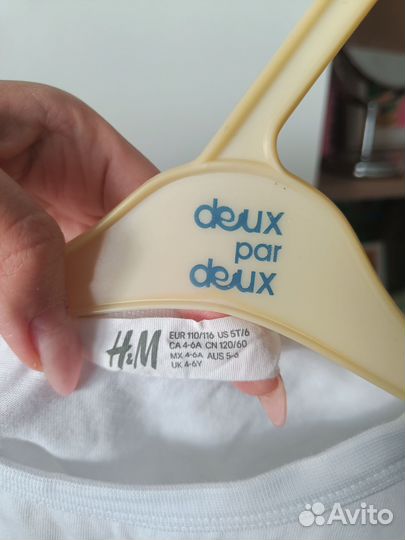 deux
par
deux
H&M
EUR 110/116 US 5T/6
CA 4-6A CN 120/60
MX 4-6A AUS 5-6
UK 4-6Y
Avito